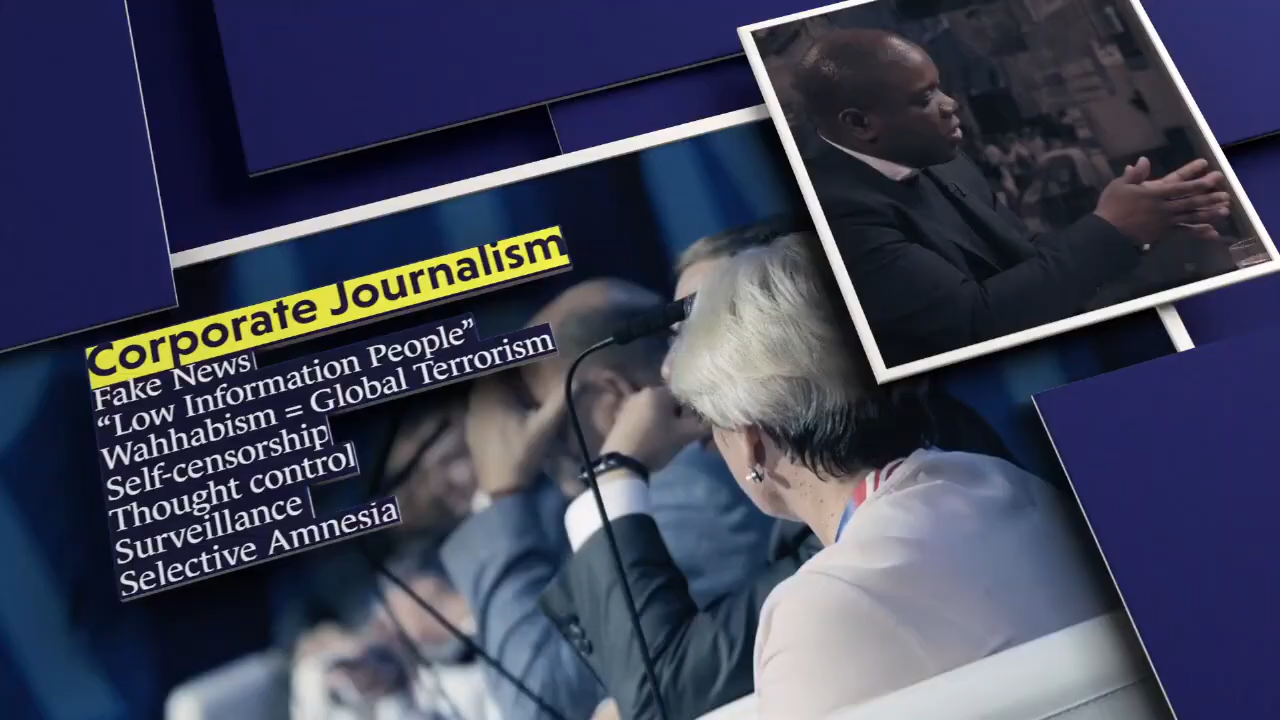 Corporate Journalism
Fake News
“Low Information People”
Wahhabism = Global Terrorism
Self-censorship
Thought control
Surveillance
Selective Amnesia